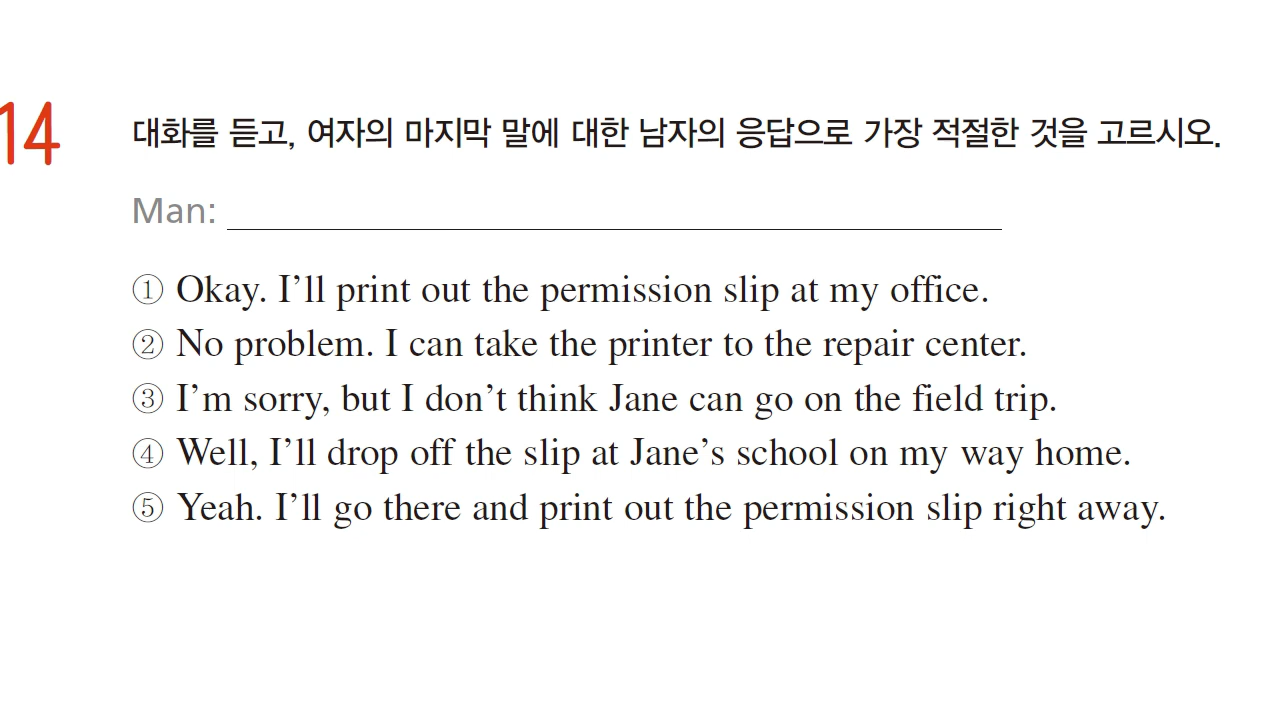 14
대화를 듣고, 여자의 마지막 말에 대한 남자의 응답으로 가장 적절한 것을 고르시오.
Man: ____________________
① Okay. I’ll print out the permission slip at my office.
② No problem. I can take the printer to the repair center.
③ I’m sorry, but I don’t think Jane can go on the field trip.
④ Well, I’ll drop off the slip at Jane’s school on my way home.
⑤ Yeah. I’ll go there and print out the permission slip right away.